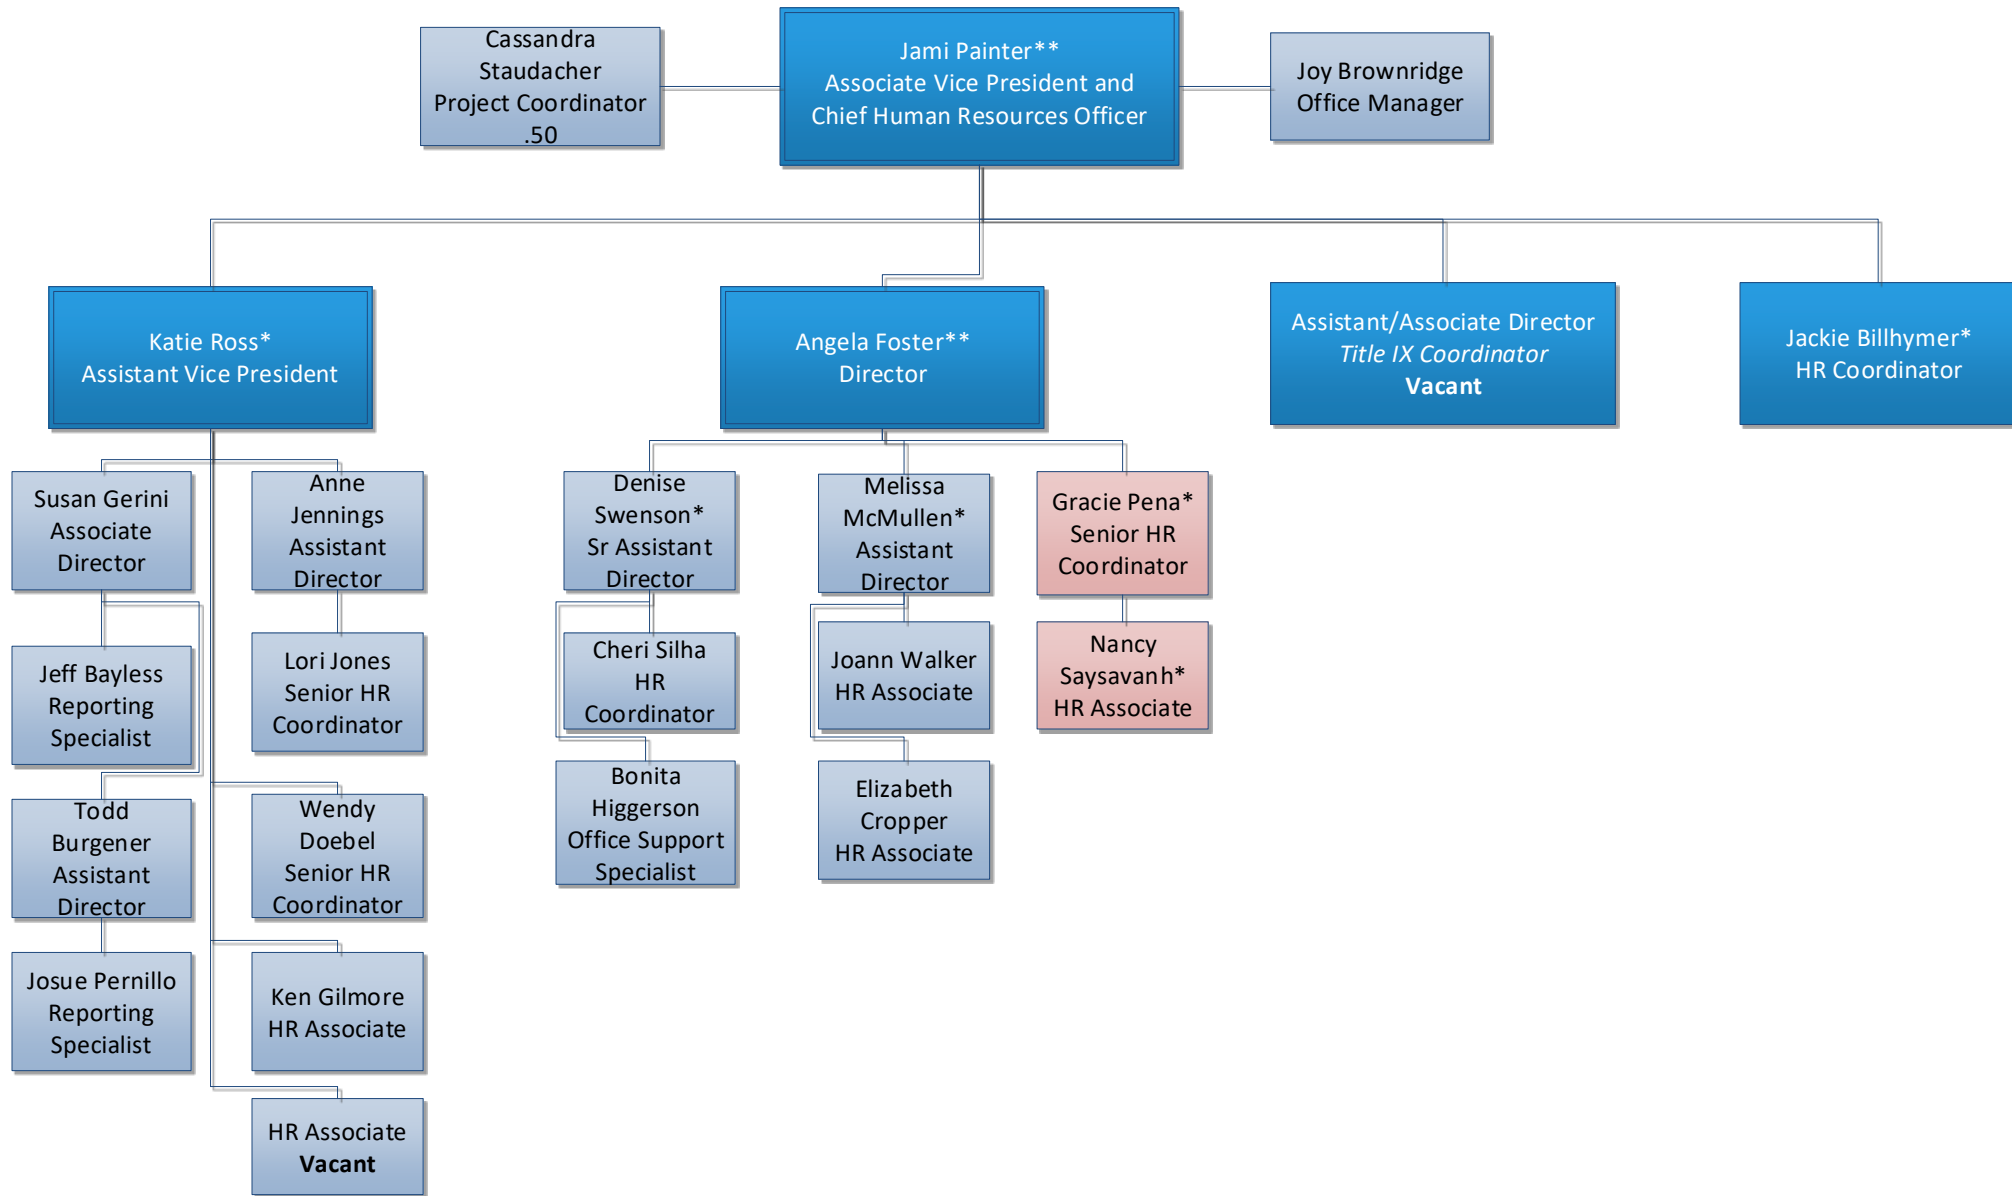 Cassandra
Staudacher
Project Coordinator
.50
Jami Painter**
Associate Vice President and
Chief Human Resources Officer
Joy Brownridge
Office Manager
Katie Ross*
Assistant Vice President
Angela Foster**
Director
Assistant/Associate Director
Title IX Coordinator
Vacant
Jackie Billhymer*
HR Coordinator
Susan Gerini
Associate
Director
Anne
Jennings
Assistant
Director
Denise
Swenson*
Sr Assistant
Director
Melissa
McMullen*
Assistant
Director
Gracie Pena*
Senior HR
Coordinator
Jeff Bayless
Reporting
Specialist
Lori Jones
Senior HR
Coordinator
Cheri Silha
HR
Coordinator
Joann Walker
HR Associate
Nancy
Saysavanh*
HR Associate
Todd
Burgener
Assistant
Director
Wendy
Doebel
Senior HR
Coordinator
Bonita
Higgerson
Office Support
Specialist
Elizabeth
Cropper
HR Associate
Josue Pernillo
Reporting
Specialist
Ken Gilmore
HR Associate
HR Associate
Vacant